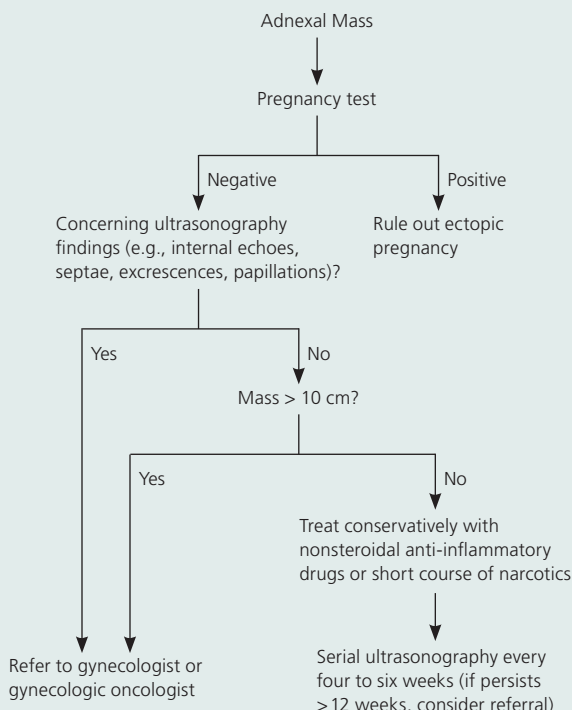 Adnexal Mass
Pregnancy test
Negative
Positive
Concerning ultrasonography
findings (e.g., internal echoes,
septae, excrescences, papillations)?
Rule out ectopic
pregnancy
Yes
No
Mass > 10 cm?
Yes
No
Treat conservatively with
nonsteroidal anti-inflammatory
drugs or short course of narcotics
Refer to gynecologist or
gynecologic oncologist
Serial ultrasonography every
four to six weeks (if persists
> 12 weeks, consider referral)